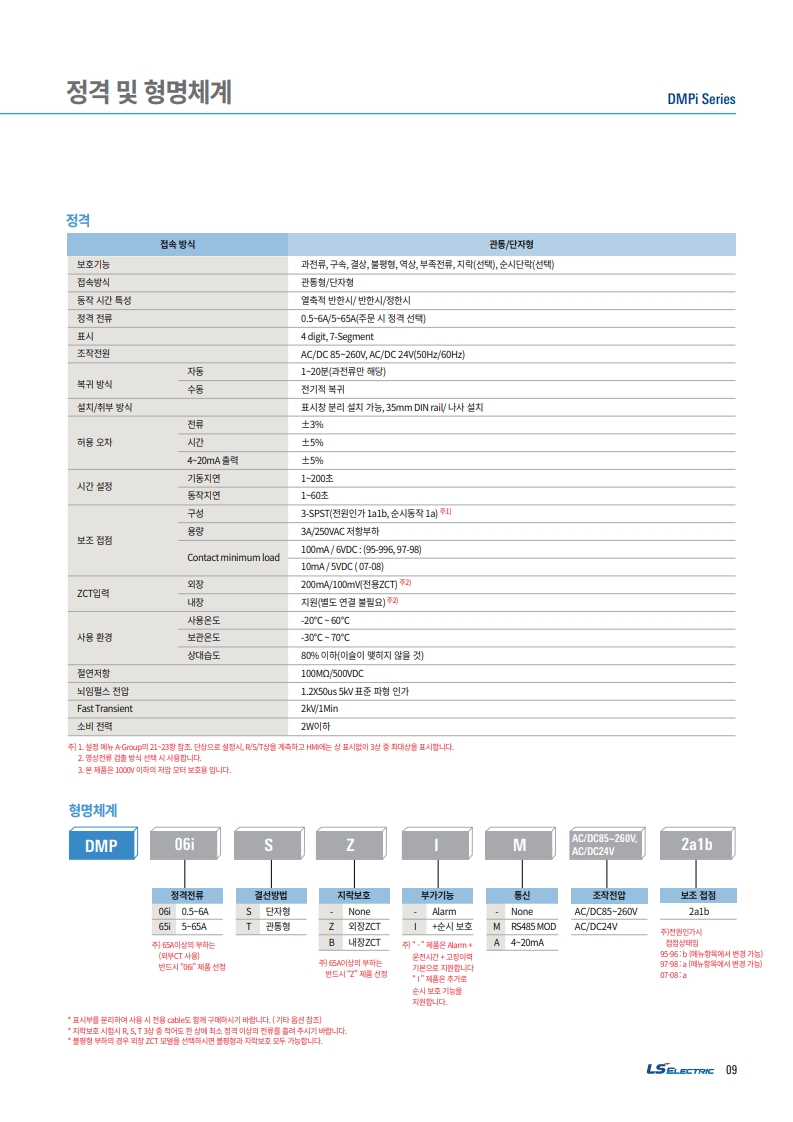 정격 및 형명체계
DMPi Series
정격
접속 방식 관통/단자형
보호기능 과전류, 구속, 결상, 불평형, 역상, 부족전류, 지락(선택), 순시단락(선택)
접속방식 관통형/단자형
동작 시간 특성 열축적 반한시/ 반한시/정한시
정격 전류 0.5~6A/5~65A(주문 시 정격 선택)
표시 4 digit, 7-Segment
조작전원 AC/DC 85~260V, AC/DC 24V(50Hz/60Hz)
복귀 방식 자동 1~20분(과전류만 해당)
수동 전기적 복귀
설치/취부 방식 표시창 분리 설치 가능, 35mm DIN rail/ 나사 설치
허용 오차 전류 ±3%
시간 ±5%
4~20mA 출력 ±5%
시간 설정 기동지연 1~200초
동작지연 1~60초
보조 접점 구성 3-SPST(전원인가 1a1b, 순시동작 1a) 주1)
용량 3A/250VAC 저항부하
Contact minimum load 100mA / 6VDC : (95-996, 97-98)
10mA / 5VDC ( 07-08)
ZCT입력 외장 200mA/100mV(전용ZCT) 주2)
내장 지원(별도 연결 불필요) 주2)
사용 환경 사용온도 -20°C ~ 60°C
보관온도 -30°C ~ 70°C
상대습도 80% 이하(이슬이 맺히지 않을 것)
절연저항 100MΩ/500VDC
뇌임펄스 전압 1.2X50us 5kV 표준 파형 인가
Fast Transient 2kV/1Min
소비 전력 2W이하
주) 1. 설정 메뉴 A-Group의 21~23항 참조. 단상으로 설정시, R/S/T상을 계측하고 HMI에는 상 표시없이 3상 중 최대상을 표시합니다.
2. 영상전류 검출 방식 선택 시 사용합니다.
3. 본 제품은 1000V 이하의 저압 모터 보호용 입니다.
형명체계
DMP 06i S Z I M AC/DC85~260V, AC/DC24V 2a1b
정격전류
06i 0.5~6A
65i 5~65A
주) 65A이상의 부하는
(외부CT 사용)
반드시 "06i" 제품 선정
결선방법
S 단자형
T 관통형
지락보호
- None
Z 외장ZCT
B 내장ZCT
주) 65A이상의 부하는
반드시 "Z" 제품 선정
부가기능
- Alarm
I +순시 보호
주) " - " 제품은 Alarm +
운전시간 + 고장이력
기본으로 지원합니다
" I " 제품은 추가로
순시 보호 기능을
지원합니다.
통신
- None
M RS485 MOD
A 4~20mA
조작전압
AC/DC85~260V
AC/DC24V
보조 접점
2a1b
주)전원인가시
접점상태임
95-96 : b (메뉴항목에서 변경 가능)
97-98 : a (메뉴항목에서 변경 가능)
07-08 : a
* 표시부를 분리하여 사용 시 전용 cable도 함께 구매하시기 바랍니다. ( 기타 옵션 참조)
* 지락보호 시험시 R, S, T 3상 중 적어도 한 상에 최소 정격 이상의 전류를 흘려 주시기 바랍니다.
* 불평형 부하의 경우 외장 ZCT 모델을 선택하시면 불평형과 지락보호 모두 가능합니다.
LS ELECTRIC 09